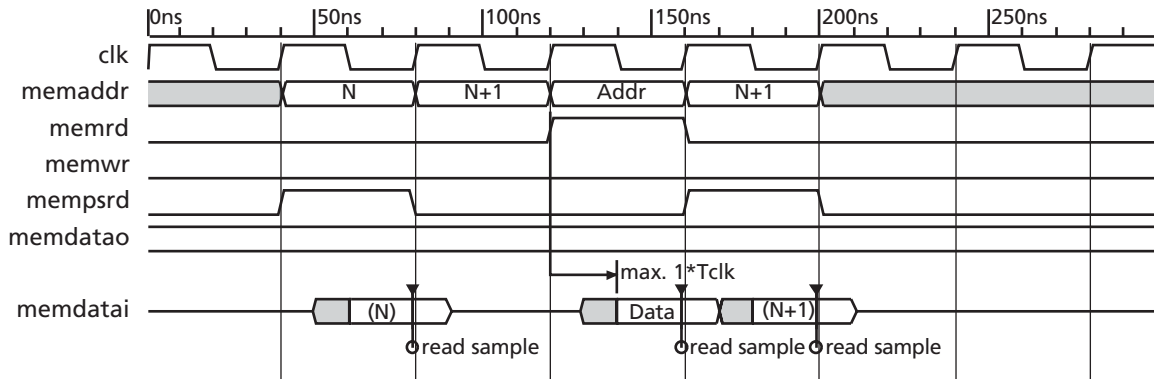 0ns 50ns 100ns 150ns 200ns 250ns
clk
memaddr N N+1 Addr N+1
memrd
memwr
mempsrd
memdatao
max. 1*Tclk
memdatai (N) Data (N+1)
read sample read sample read sample